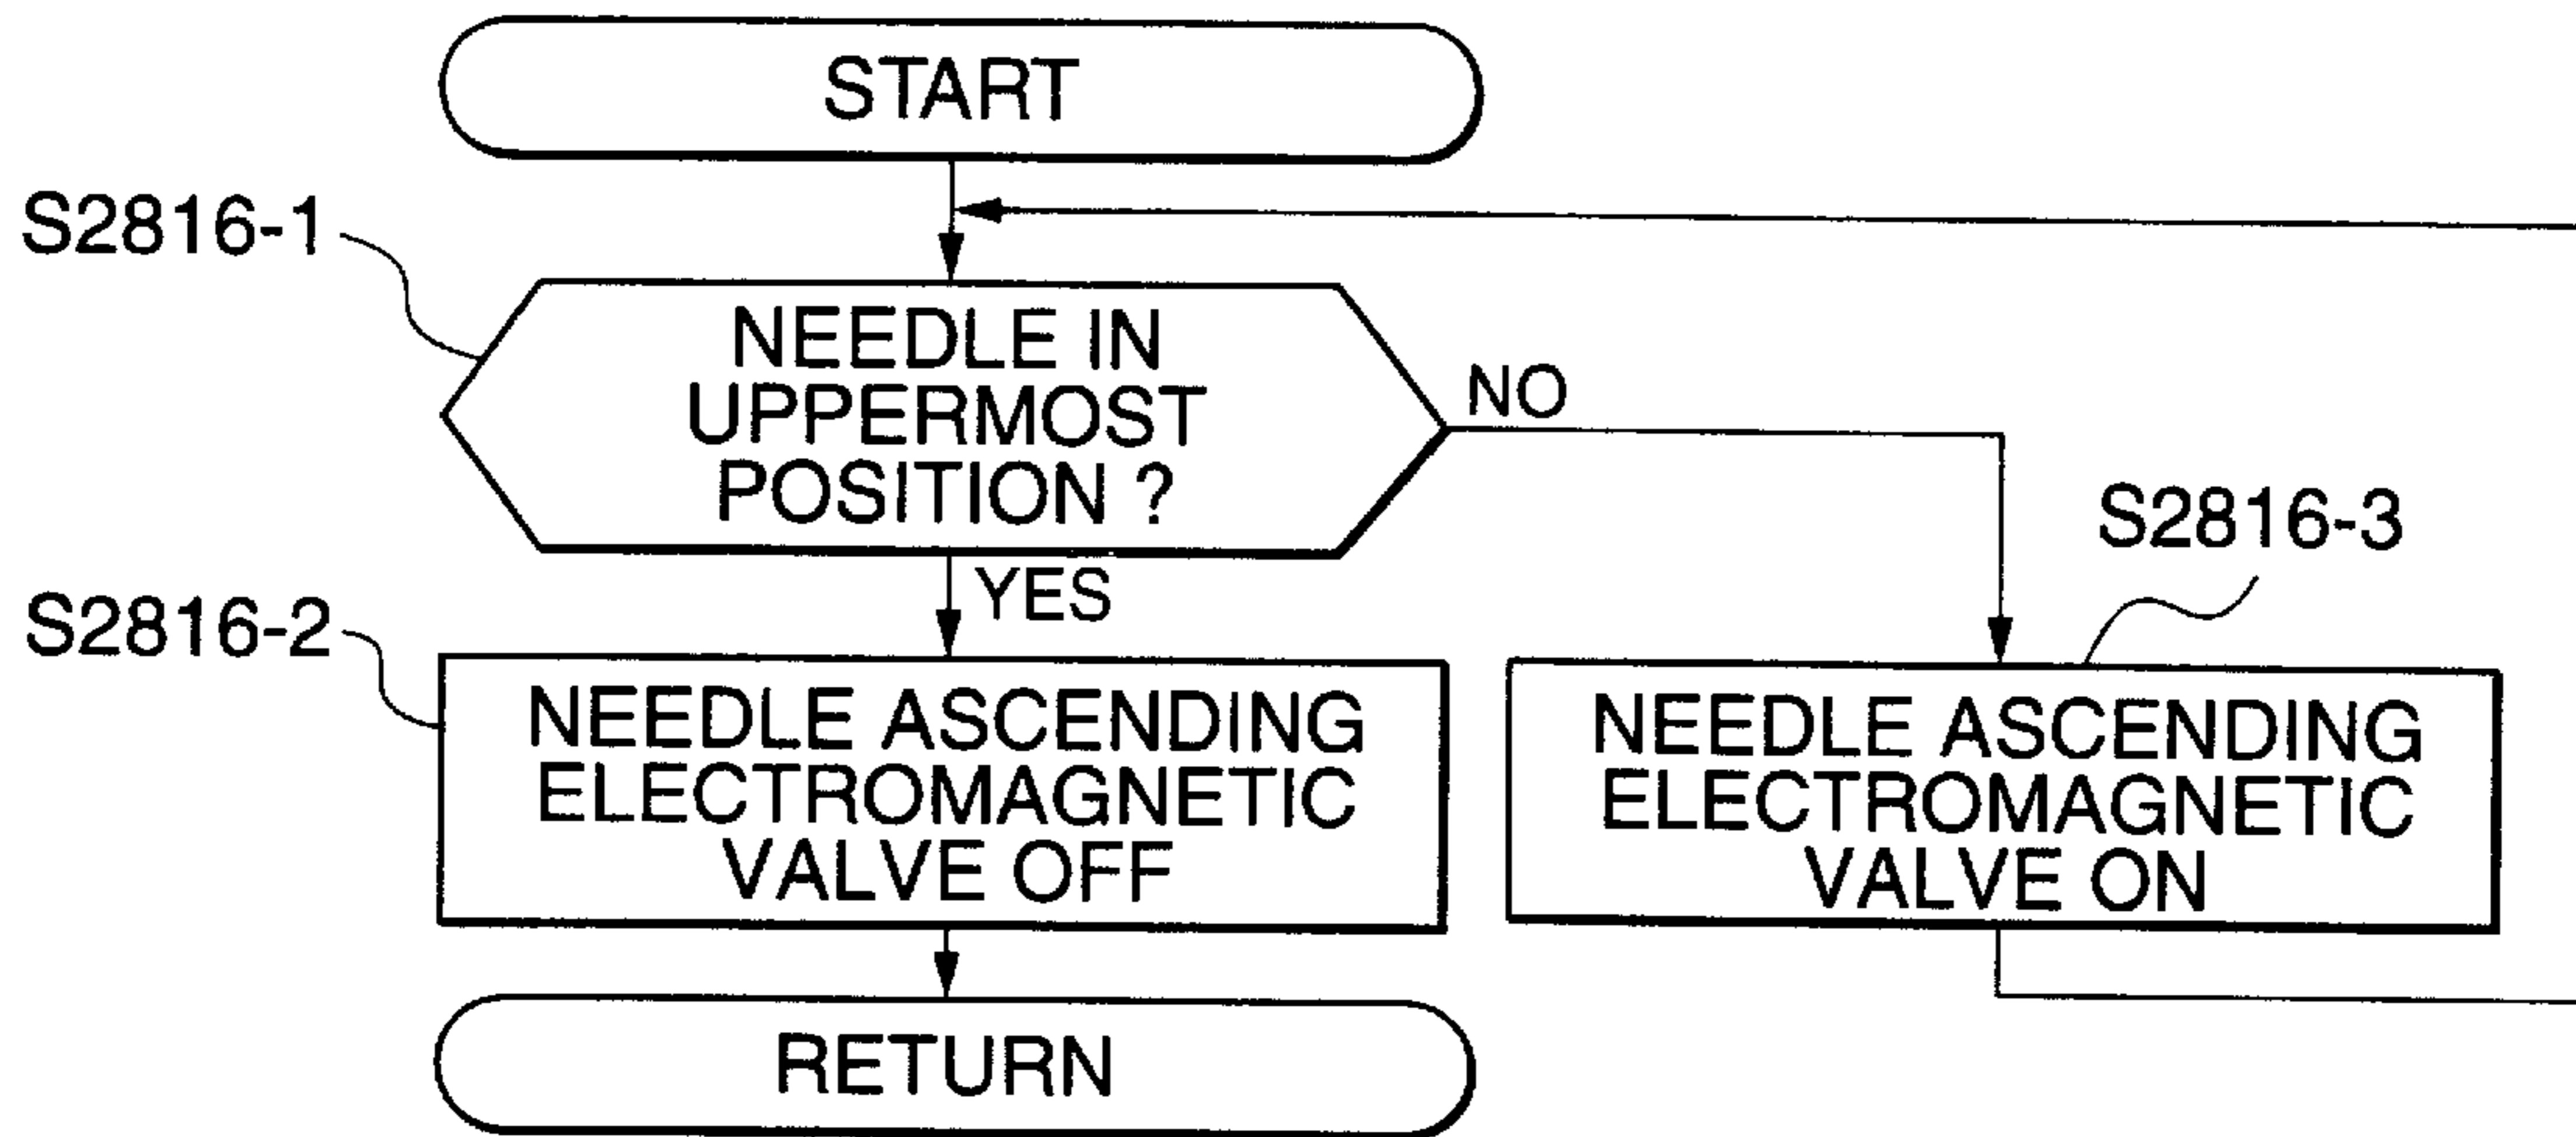 START
S2816-1
NEEDLE IN
UPPERMOST
POSITION ?
NO
YES
S2816-2
NEEDLE ASCENDING
ELECTROMAGNETIC
VALVE OFF
S2816-3
NEEDLE ASCENDING
ELECTROMAGNETIC
VALVE ON
RETURN